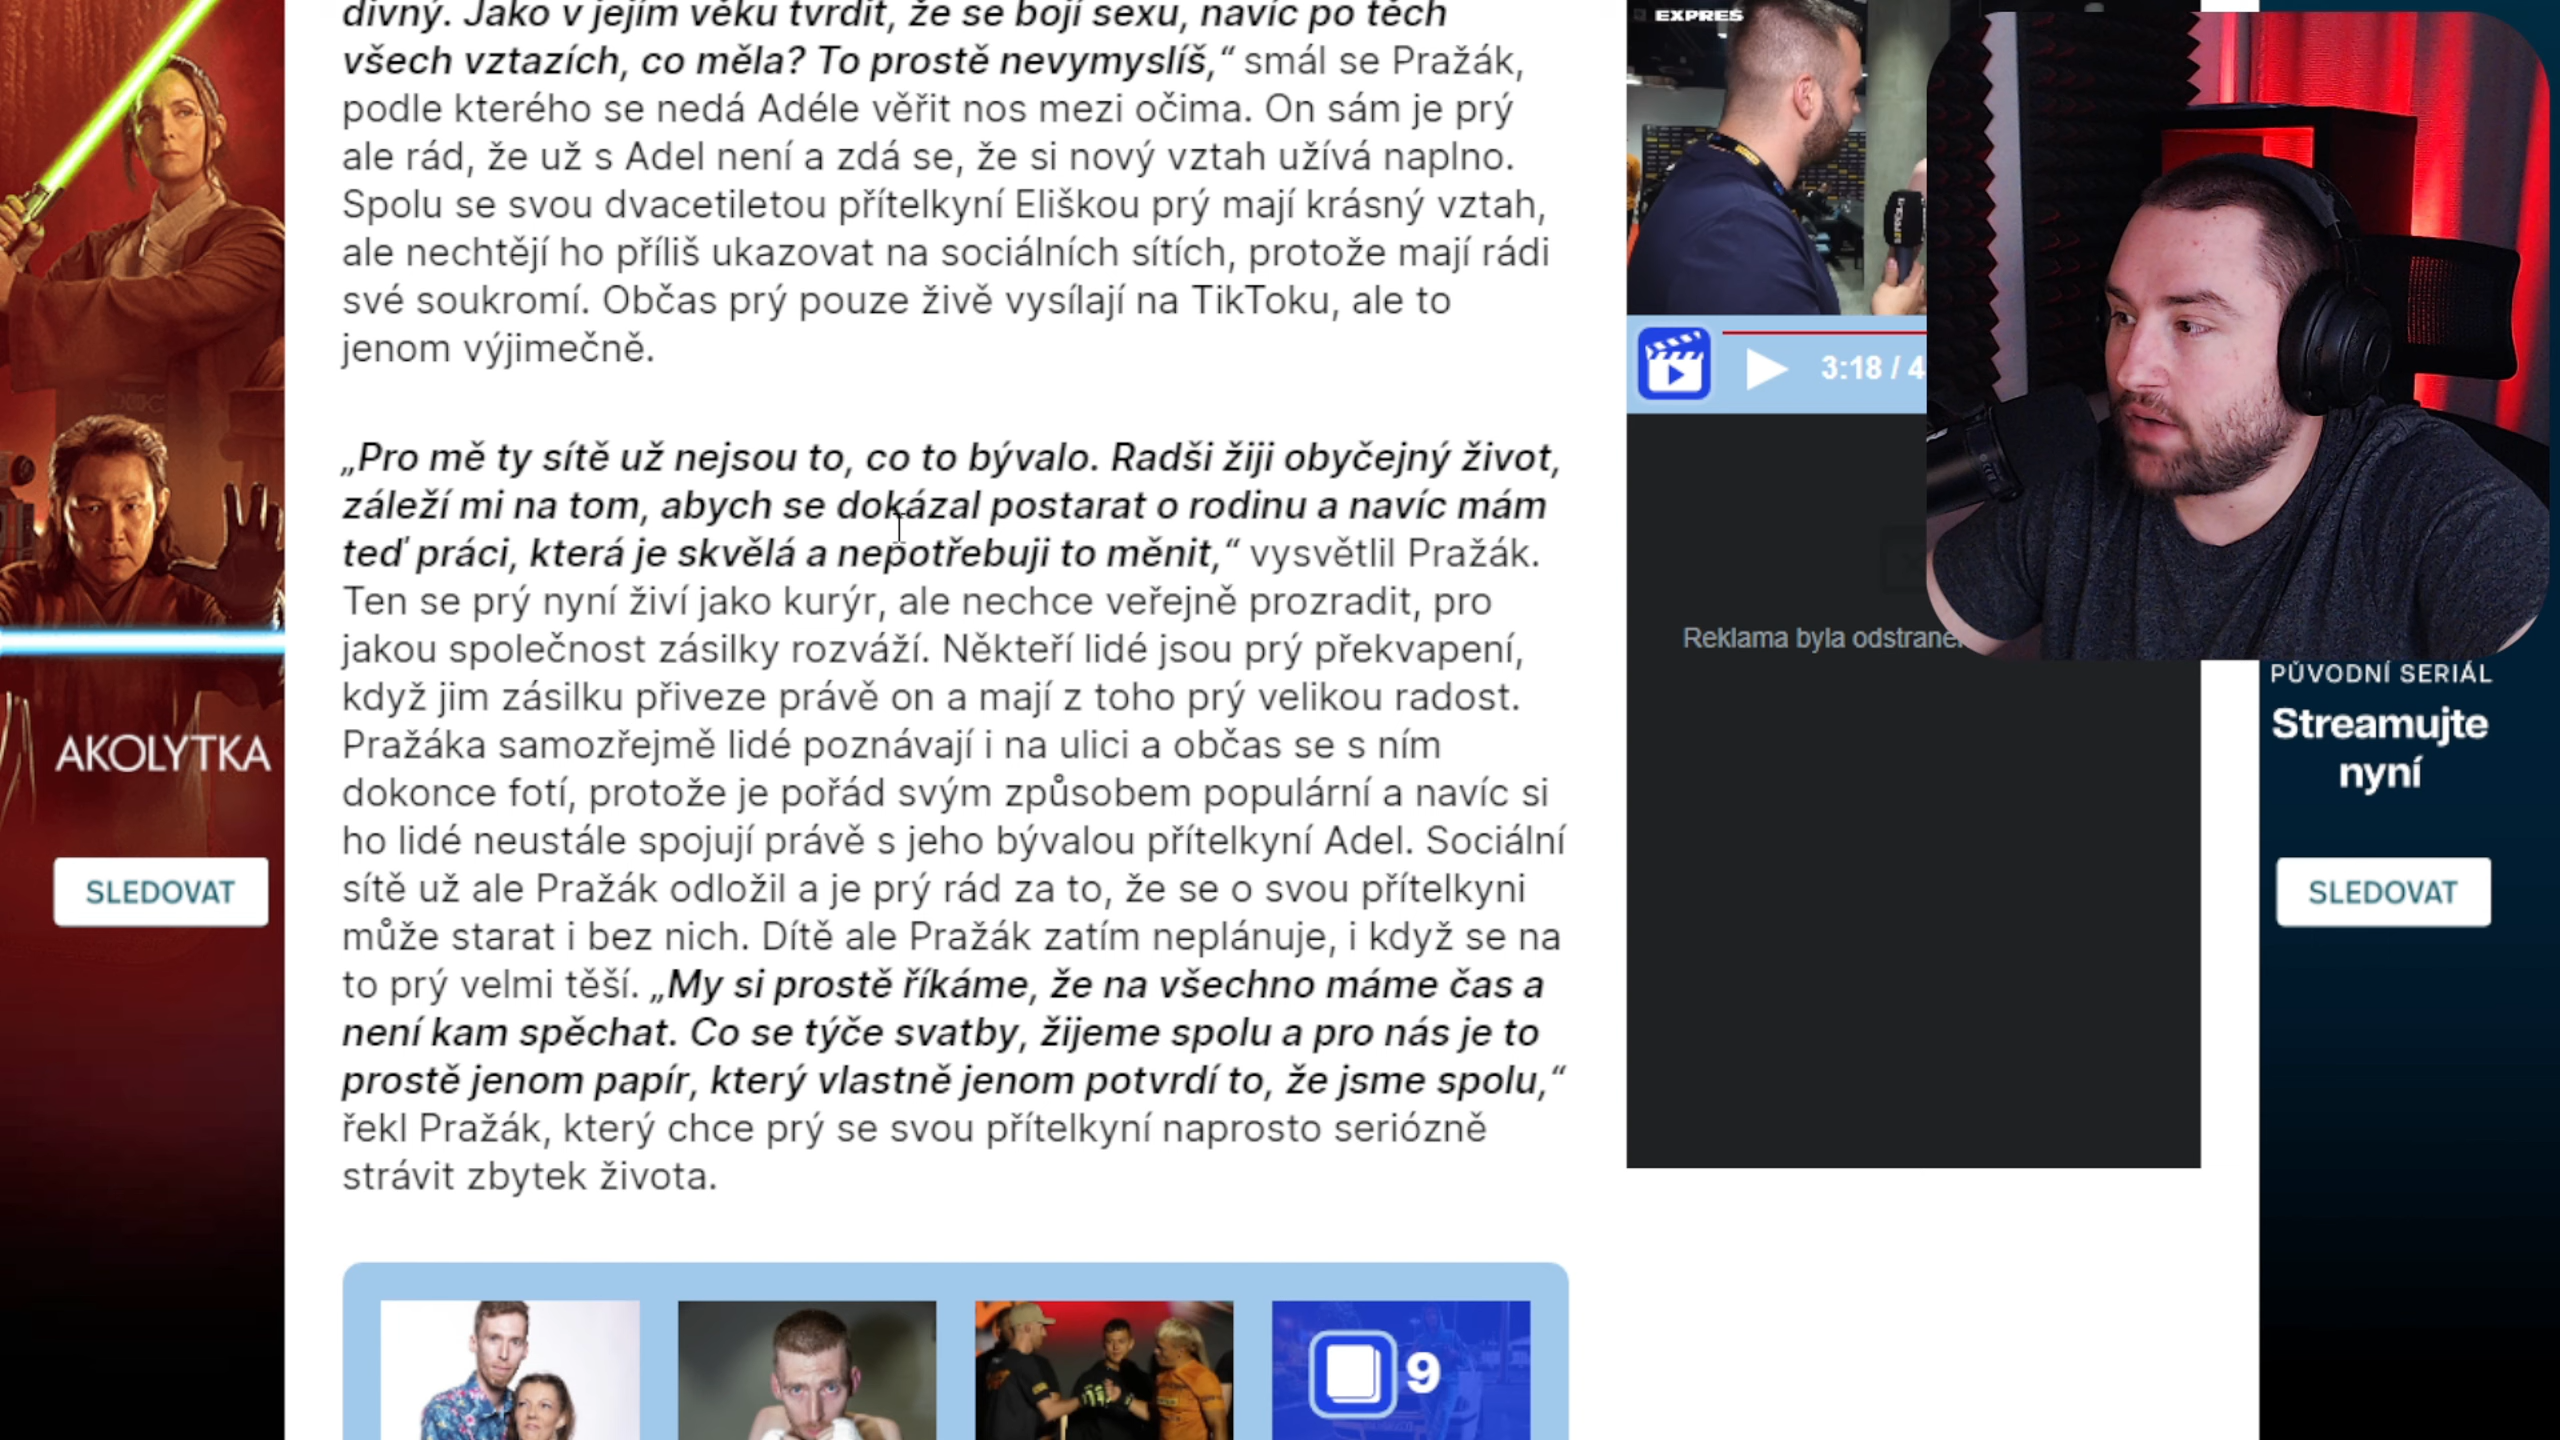 divný. Jako v jejím věku tvrdit, že se bojí sexu, navíc po těch
všech vztazích, co měla? To prostě nevymyslíš,“ smál se Pražák,
podle kterého se nedá Adéle věřit nos mezi očima. On sám je prý
ale rád, že už s Adel není a zdá se, že si nový vztah užívá naplno.
Spolu se svou dvacetiletou přítelkyní Eliškou prý mají krásný vztah,
ale nechtějí ho příliš ukazovat na sociálních sítích, protože mají rádi
své soukromí. Občas prý pouze živě vysílají na TikToku, ale to
jenom výjimečně.
„Pro mě ty sítě už nejsou to, co to bývalo. Radši žiji obyčejný život,
záleží mi na tom, abych se dokázal postarat o rodinu a navíc mám
teď práci, která je skvělá a nepotřebuji to měnit,“ vysvětlil Pražák.
Ten se prý nyní živí jako kurýr, ale nechce veřejně prozradit, pro
jakou společnost zásilky rozváží. Někteří lidé jsou prý překvapení,
když jim zásilku přiveze právě on a mají z toho prý velikou radost.
Pražáka samozřejmě lidé poznávají i na ulici a občas se s ním
dokonce fotí, protože je pořád svým způsobem populární a navíc si
ho lidé neustále spojují právě s jeho bývalou přítelkyní Adel. Sociální
sítě už ale Pražák odložil a je prý rád za to, že se o svou přítelkyni
může starat i bez nich. Dítě ale Pražák zatím neplánuje, i když se na
to prý velmi těší. „My si prostě říkáme, že na všechno máme čas a
není kam spěchat. Co se týče svatby, žijeme spolu a pro nás je to
prostě jenom papír, který vlastně jenom potvrdí to, že jsme spolu,“
řekl Pražák, který chce prý se svou přítelkyní naprosto seriózně
strávit zbytek života.
9
AKOLYTKA
SLEDOVAT
EXPRES
3:18 / 4
Reklama byla odstraně
PŮVODNÍ SERIÁL
Streamujte
nyní
SLEDOVAT